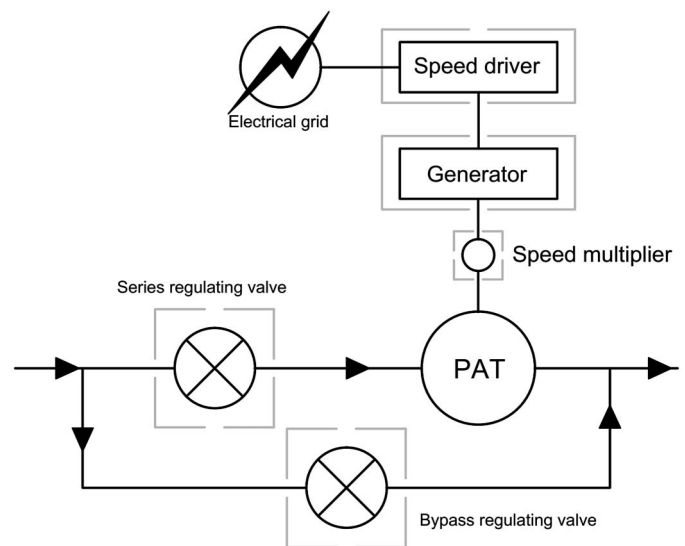 Speed driver
Electrical grid
Generator
Speed multiplier
Series regulating valve
PAT
Bypass regulating valve